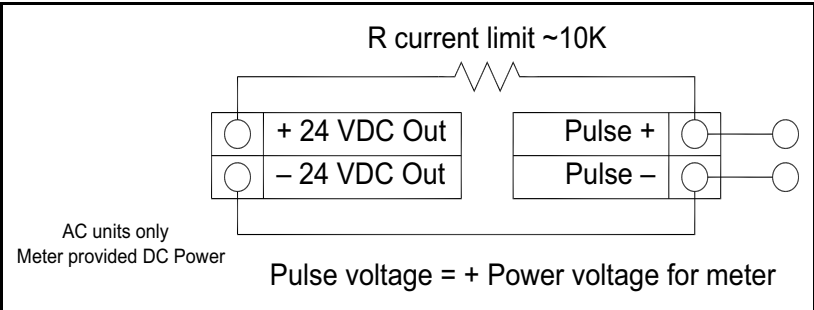 R current limit ~10K
+ 24 VDC Out
Pulse +
– 24 VDC Out
Pulse –
AC units only
Meter provided DC Power
Pulse voltage = + Power voltage for meter